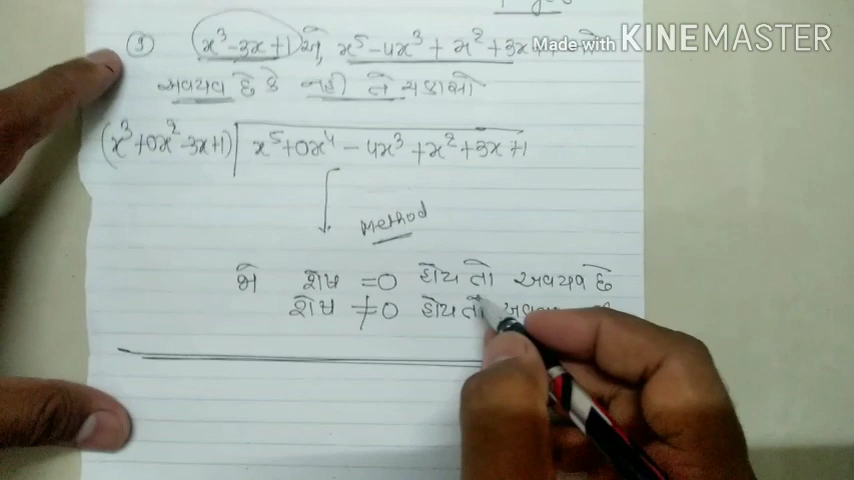 ૧) x³ - 3x + 1 એ, x⁵ - 4x³ + x² + 3x
Made with KINEMASTER
અવયવ છે કે નહી તે ચકાસો
(x³ + 0x² - 3x + 1) x⁵ + 0x⁴ - 4x³ + x² + 3x + 1
Method
જો શેષ = 0 હોય તો અવયવ છે
શેષ ≠ 0 હોય તો